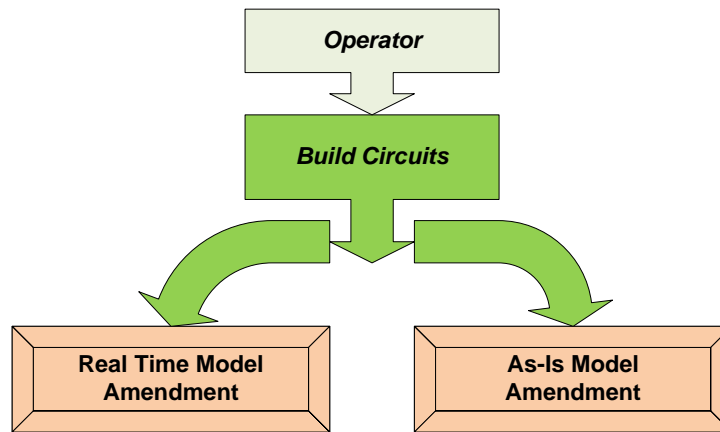 Operator
Build Circuits
Real Time Model
Amendment
As-Is Model
Amendment